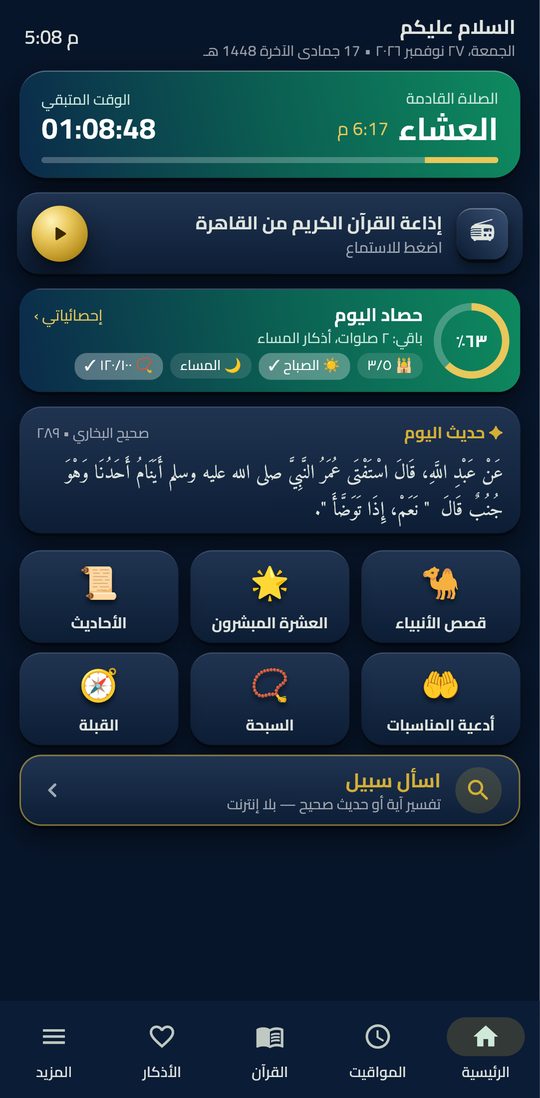 السلام عليكم
5:08 م
الجمعة، ٢٧ نوفمبر ٢٠٢٦ • 17 جمادى الآخرة 1448 هـ
الصلاة القادمة
الوقت المتبقي
العشاء 6:17 م
01:08:48
إذاعة القرآن الكريم من القاهرة
اضغط للاستماع
حصاد اليوم
إحصائياتي ‹
٦٣٪
باقي: ٢ صلوات، أذكار المساء
٣/٥
الصباح ✓
المساء
١٢٠/١٠٠ ✓
✦ حديث اليوم
صحيح البخاري • ٢٨٩
عَنْ عَبْدِ اللَّهِ، قَالَ اسْتَفْتَى عُمَرُ النَّبِيَّ صلى الله عليه وسلم أَيَنَامُ أَحَدُنَا وَهْوَ
جُنُبٌ قَالَ ‏ "‏ نَعَمْ، إِذَا تَوَضَّأَ ‏"‏‏.‏
قصص الأنبياء
العشرة المبشرون
الأحاديث
أدعية المناسبات
السبحة
القبلة
اسأل سبيل
تفسير آية أو حديث صحيح — بلا إنترنت
الرئيسية
المواقيت
القرآن
الأذكار
المزيد